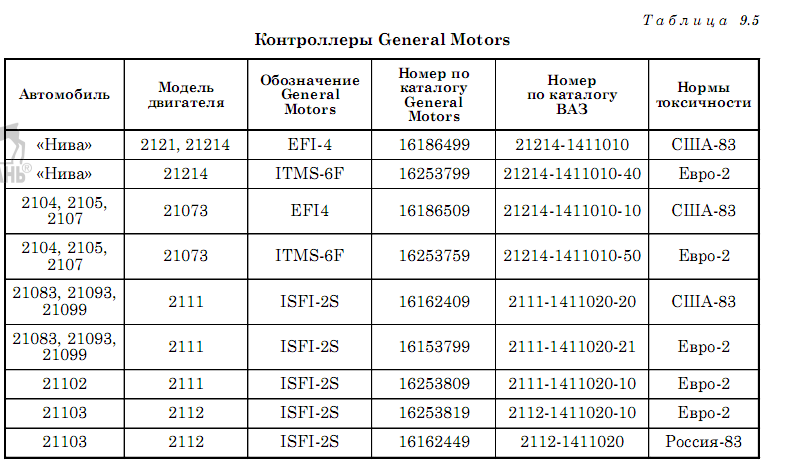 Таблица 9.5
Контроллеры General Motors
Автомобиль
Модель
двигателя
Обозначение
General
Motors
Номер по
каталогу
General
Motors
Номер
по каталогу
ВАЗ
Нормы
токсичности
«Нива» 2121, 21214 EFI-4 16186499 21214-1411010 США-83
«Нива» 21214 ITMS-6F 16253799 21214-1411010-40 Евро-2
2104, 2105,
2107 21073 EFI4 16186509 21214-1411010-10 США-83
2104, 2105,
2107 21073 ITMS-6F 16253759 21214-1411010-50 Евро-2
21083, 21093,
21099 2111 ISFI-2S 16162409 2111-1411020-20 США-83
21083, 21093,
21099 2111 ISFI-2S 16153799 2111-1411020-21 Евро-2
21102 2111 ISFI-2S 16253809 2111-1411020-10 Евро-2
21103 2112 ISFI-2S 16253819 2112-1411020-10 Евро-2
21103 2112 ISFI-2S 16162449 2112-1411020 Россия-83
АНЬ®